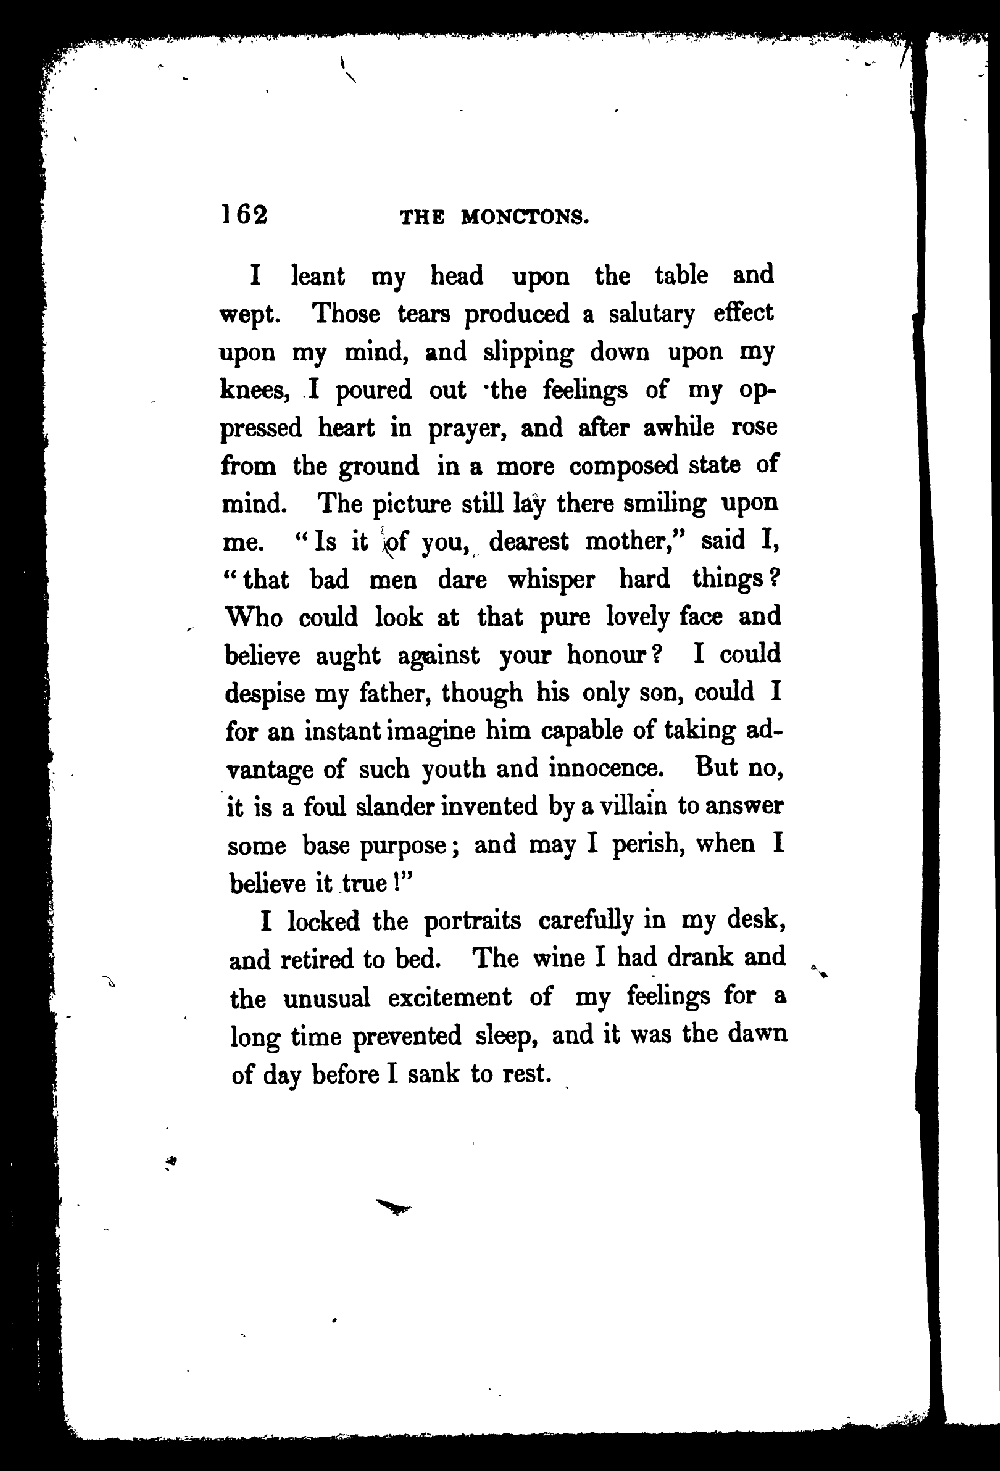 162 THE MONCTONS.
I leant my head upon the table and
wept. Those tears produced a salutary effect
upon my mind, and slipping down upon my
knees, I poured out the feelings of my op-
pressed heart in prayer, and after awhile rose
from the ground in a more composed state of
mind. The picture still lay there smiling upon
me. “Is it of you, dearest mother,” said I,
“that bad men dare whisper hard things?
Who could look at that pure lovely face and
believe aught against your honour? I could
despise my father, though his only son, could I
for an instant imagine him capable of taking ad-
vantage of such youth and innocence. But no,
it is a foul slander invented by a villain to answer
some base purpose; and may I perish, when I
believe it true!”
I locked the portraits carefully in my desk,
and retired to bed. The wine I had drank and
the unusual excitement of my feelings for a
long time prevented sleep, and it was the dawn
of day before I sank to rest.